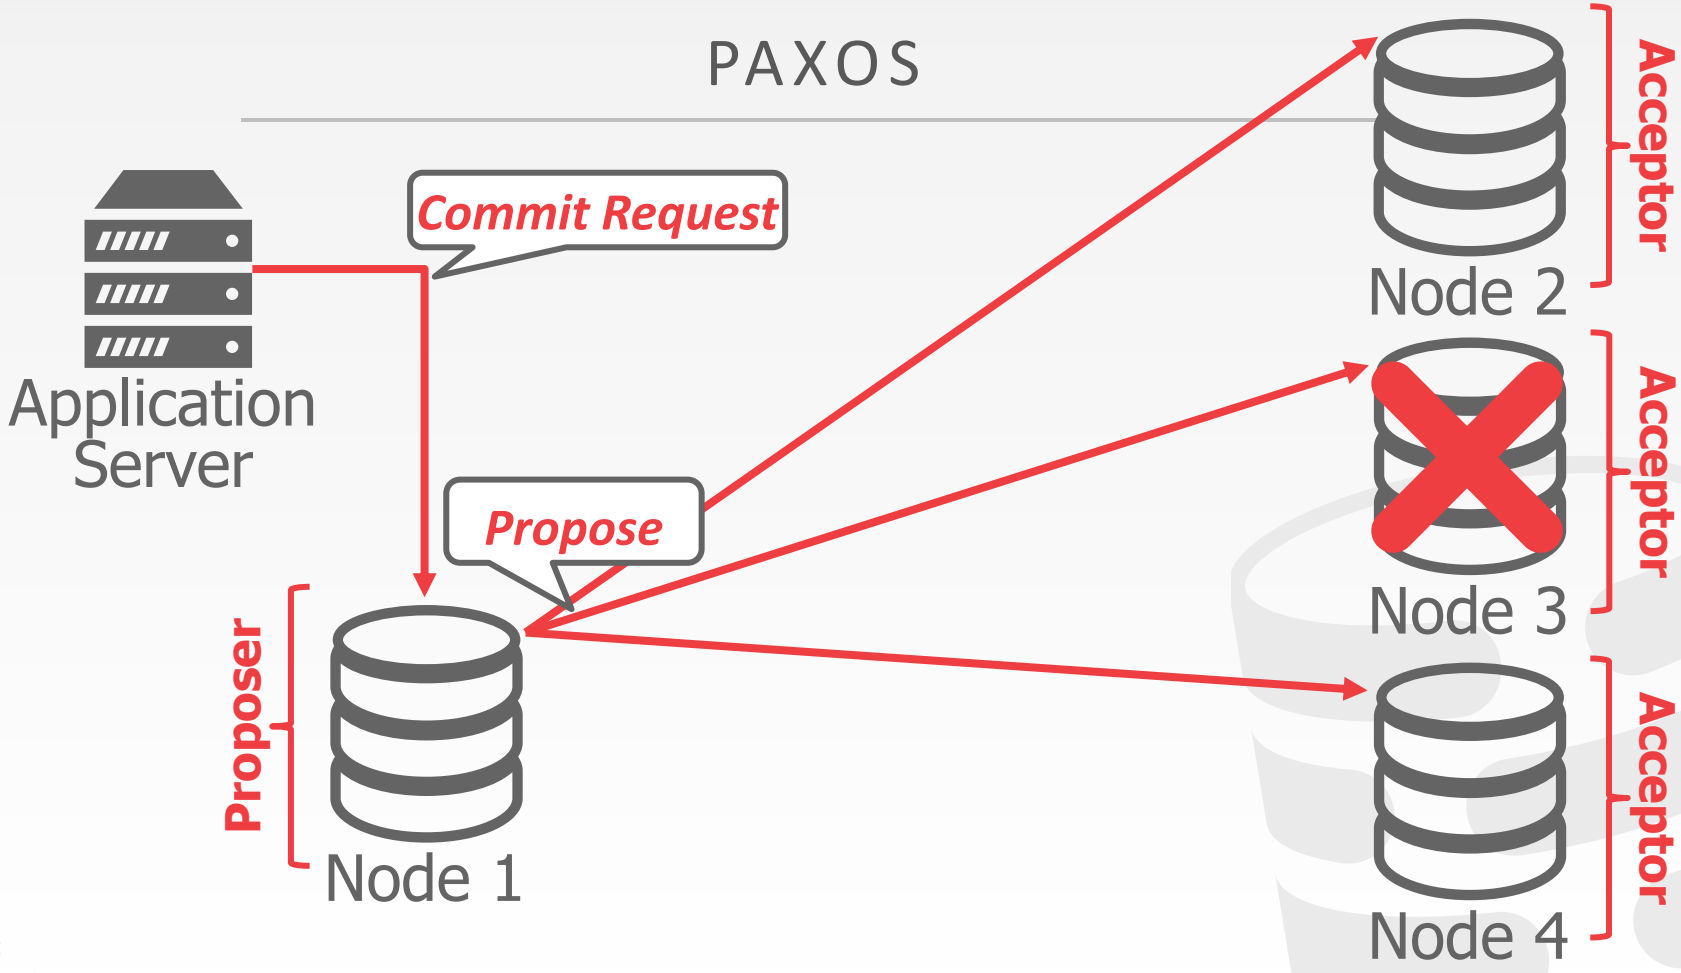 PAXOS
Commit Request
Application
Server
Propose
Proposer
Node 1
Acceptor
Node 2
Acceptor
Node 3
Acceptor
Node 4